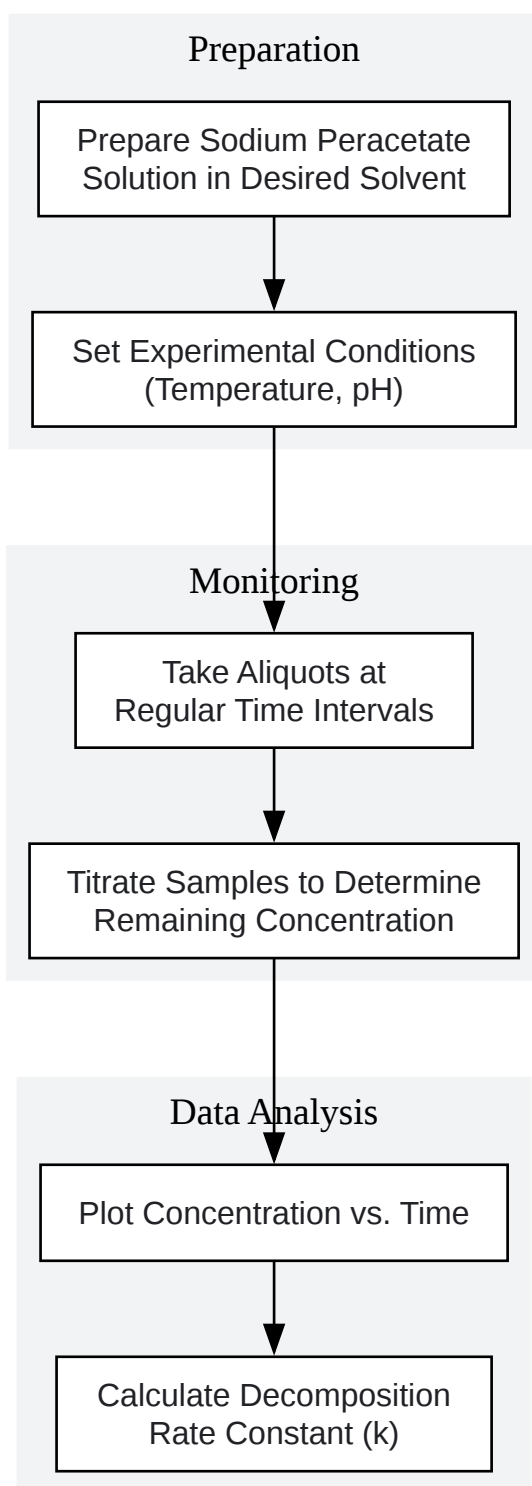 Preparation
Prepare Sodium Peracetate
Solution in Desired Solvent
Set Experimental Conditions
(Temperature, pH)
Monitoring
Take Aliquots at
Regular Time Intervals
Titrate Samples to Determine
Remaining Concentration
Data Analysis
Plot Concentration vs. Time
Calculate Decomposition
Rate Constant (k)